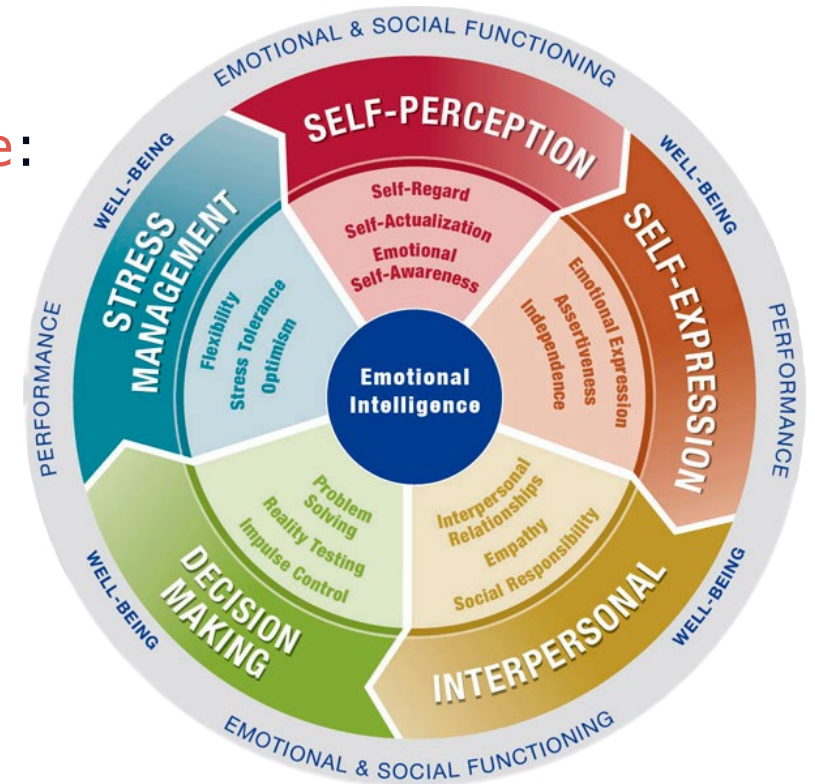 e:
EMOTIONAL & SOCIAL FUNCTIONING
WELL-BEING
WELL-BEING
PERFORMANCE
PERFORMANCE
WELL-BEING
WELL-BEING
EMOTIONAL & SOCIAL FUNCTIONING
SELF-PERCEPTION
Self-Regard
Self-Actualization
Emotional
Self-Awareness
SELF-EXPRESSION
Emotional Expression
Assertiveness
Independence
INTERPERSONAL
Interpersonal
Relationships
Empathy
Social Responsibility
DECISION
MAKING
Problem
Solving
Reality Testing
Impulse Control
STRESS
MANAGEMENT
Flexibility
Stress Tolerance
Optimism
Emotional
Intelligence